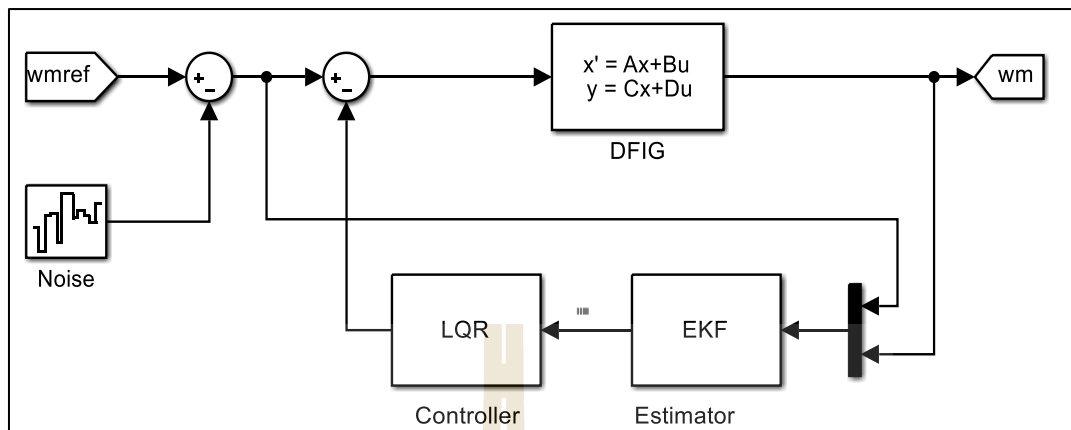 wmref
x' = Ax+Bu
y = Cx+Du
wm
DFIG
Noise
LQR
EKF
Controller
Estimator